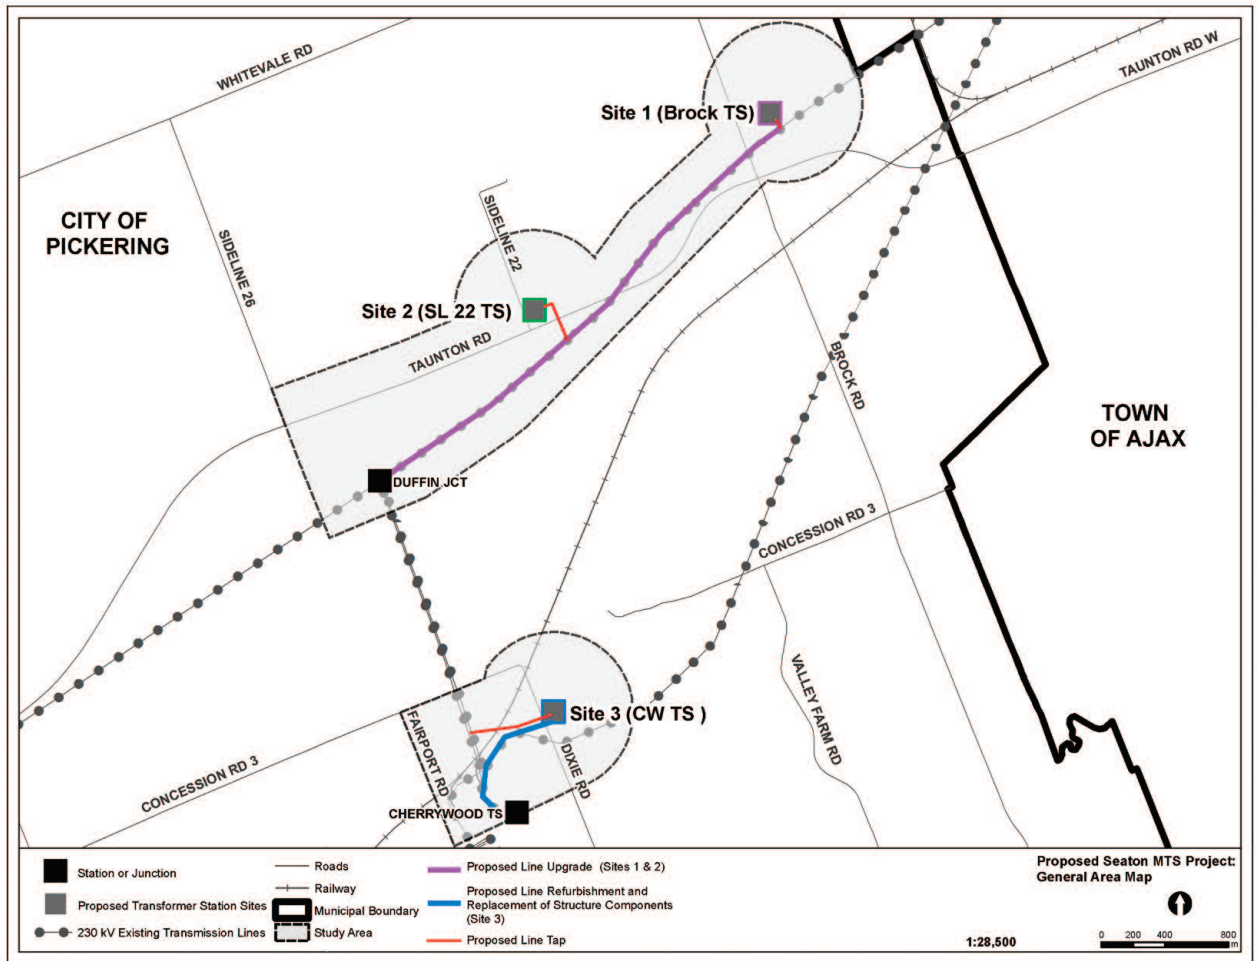 WHITEVALE RD
TAUNTON RD W
Site 1 (Brock TS)
CITY OF
PICKERING
SIDELINE 26
SIDELINE 22
Site 2 (SL 22 TS)
TAUNTON RD
BROCK RD
TOWN
OF AJAX
DUFFIN JCT
CONCESSION RD 3
VALLEY FARM RD
Site 3 (CW TS )
FAIRPORT RD
DIXIE RD
CONCESSION RD 3
CHERRYWOOD TS
Station or Junction
Proposed Transformer Station Sites
230 kV Existing Transmission Lines
Roads
Railway
Municipal Boundary
Study Area
Proposed Line Upgrade (Sites 1 & 2)
Proposed Line Refurbishment and
Replacement of Structure Components
(Site 3)
Proposed Line Tap
Proposed Seaton MTS Project:
General Area Map
1:28,500
0 200 400 800
m